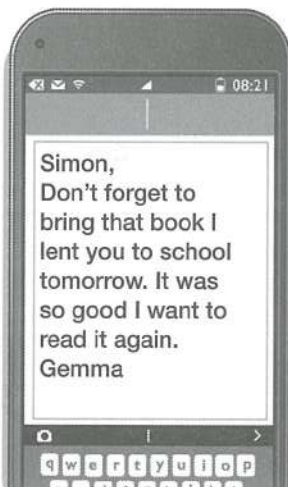 08:21
Simon,
Don't forget to
bring that book I
lent you to school
tomorrow. It was
so good I want to
read it again.
Gemma
q w e r t y u i o p